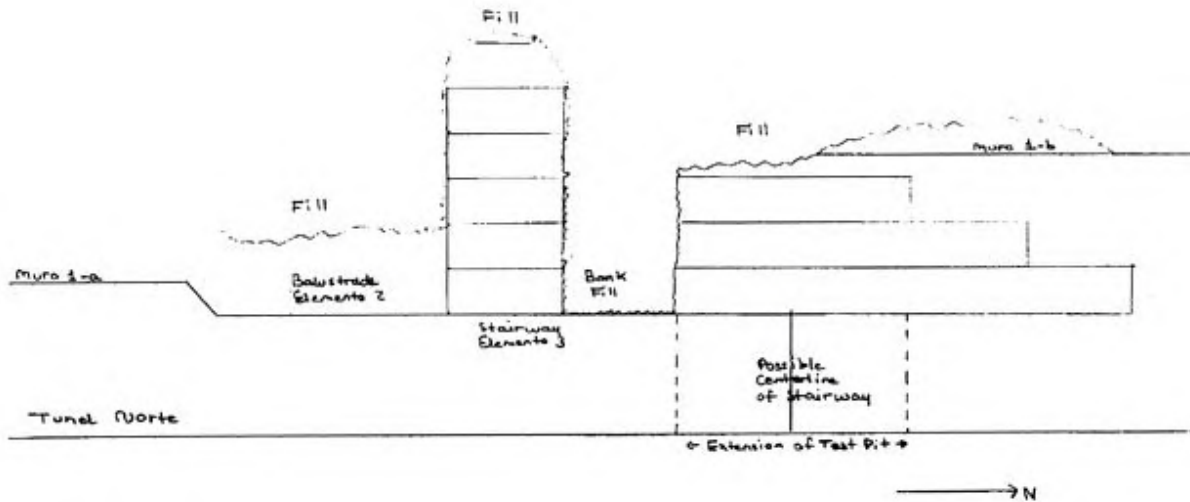 Fill
Fill
Fill
Muro 1-b
Muro 1-a
Balustrade
Elemento 2
Bank
Fill
Stairway
Elemento 3
Possible
Centerline
of Stairway
Tunel Norte
< Extension of Test Pit >
N